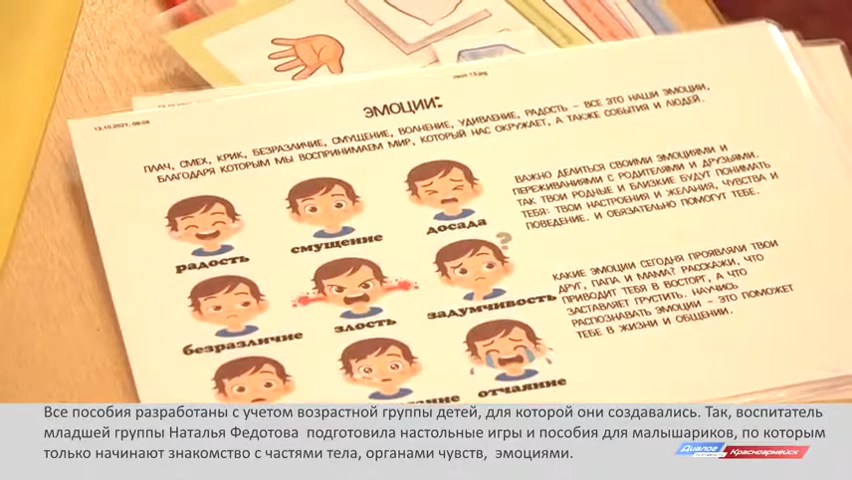 лист 13.jpg
13.10.2021, 08:08
ЭМОЦИИ:
ПЛАЧ, СМЕХ, КРИК, БЕЗРАЗЛИЧИЕ, СМУЩЕНИЕ, ВОЛНЕНИЕ, УДИВЛЕНИЕ, РАДОСТЬ – ВСЕ ЭТО НАШИ ЭМОЦИИ,
БЛАГОДАРЯ КОТОРЫМ МЫ ВОСПРИНИМАЕМ МИР, КОТОРЫЙ НАС ОКРУЖАЕТ, А ТАКЖЕ СОБЫТИЯ И ЛЮДЕЙ.
радость
смущение
досада
безразличие
злость
задумчивость
?
отчаяние
ВАЖНО ДЕЛИТЬСЯ СВОИМИ ЭМОЦИЯМИ И
ПЕРЕЖИВАНИЯМИ С РОДИТЕЛЯМИ И ДРУЗЬЯМИ.
ТАК ТВОИ РОДНЫЕ И БЛИЗКИЕ БУДУТ ПОНИМАТЬ
ТЕБЯ: ТВОИ НАСТРОЕНИЯ И ЖЕЛАНИЯ, ЧУВСТВА И
ПОВЕДЕНИЕ. И ОБЯЗАТЕЛЬНО ПОМОГУТ ТЕБЕ.
КАКИЕ ЭМОЦИИ СЕГОДНЯ ПРОЯВЛЯЛИ ТВОИ
ДРУГ, ПАПА И МАМА? РАССКАЖИ, ЧТО
ПРИВОДИТ ТЕБЯ В ВОСТОРГ, А ЧТО
ЗАСТАВЛЯЕТ ГРУСТИТЬ. НАУЧИСЬ
РАСПОЗНАВАТЬ ЭМОЦИИ – ЭТО ПОМОЖЕТ
ТЕБЕ В ЖИЗНИ И ОБЩЕНИИ.
Все пособия разработаны с учетом возрастной группы детей, для которой они создавались. Так, воспитатель
младшей группы Наталья Федотова подготовила настольные игры и пособия для малышариков, по которым
только начинают знакомство с частями тела, органами чувств, эмоциями.
Диалог
Красноармейск